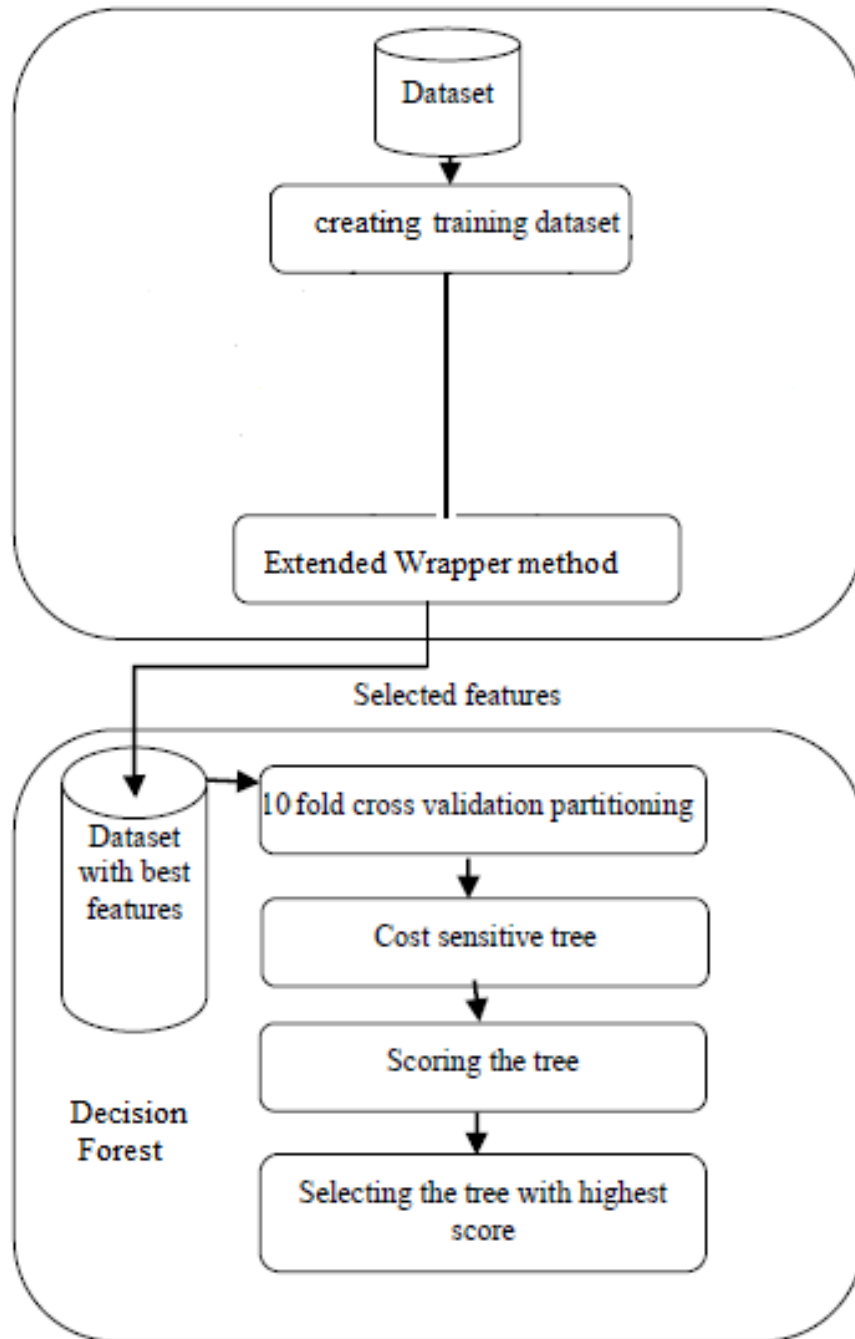 Dataset
creating training dataset
Extended Wrapper method
Selected features
Dataset
with best
features
10 fold cross validation partitioning
Cost sensitive tree
Scoring the tree
Decision
Forest
Selecting the tree with highest
score